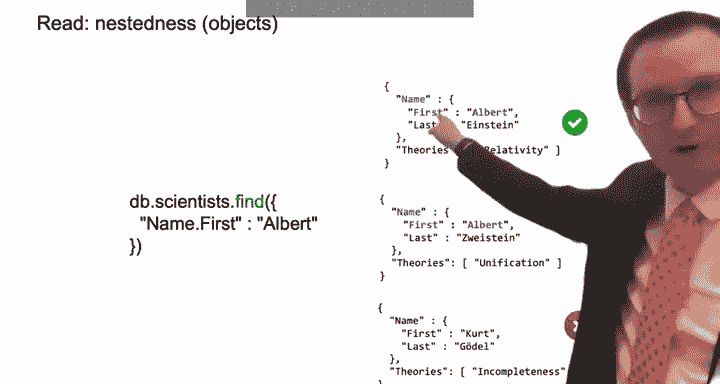 Read: nestedness (objects)
db.scientists.find({
"Name.First" : "Albert"
})
{
"Name" : {
"First" : "Albert",
"Last" : "Einstein"
},
"Theories elativity" ]
}
{
"Name" : {
"First" : "Albert",
"Last" : "Zweistein"
},
"Theories": [ "Unification" ]
}
{
"Name" : {
"First" : "Kurt",
"Last" : "Gödel"
},
"Theories": [ "Incompleteness"